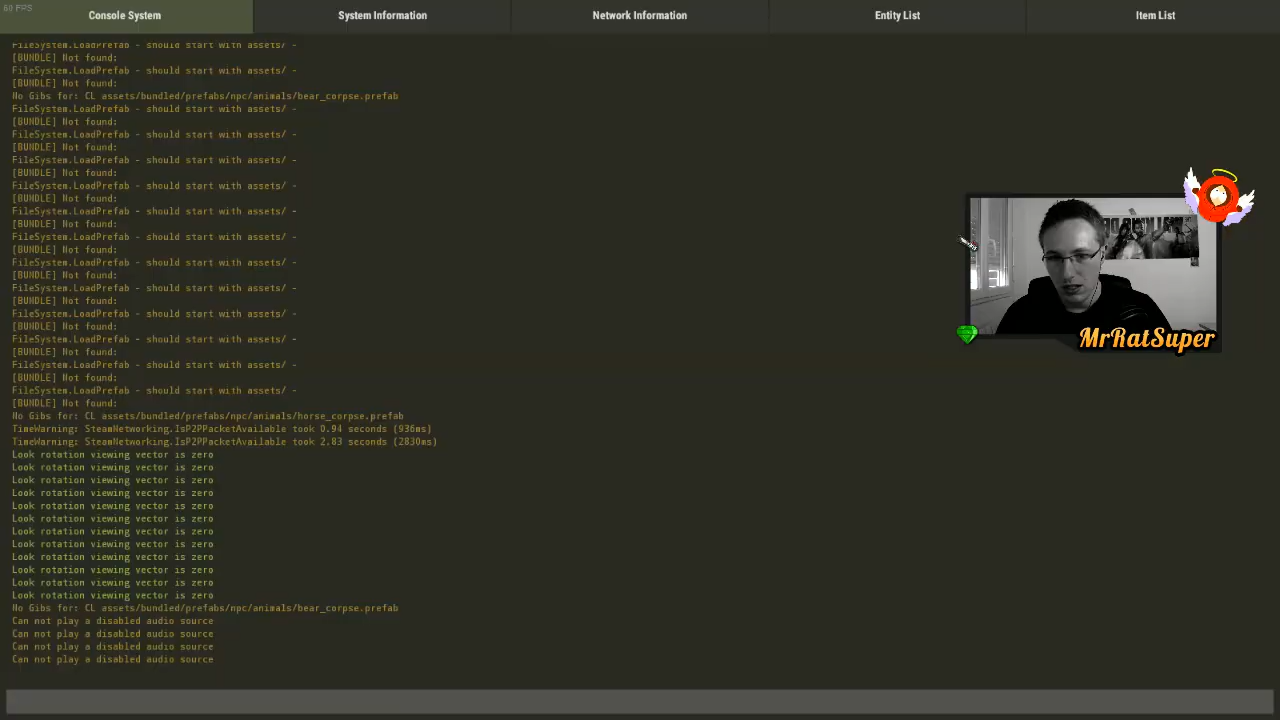 60 FPS
Console System
System Information
Network Information
Entity List
Item List
FileSystem.LoadPrefab - should start with assets/ -
[BUNDLE] Not found:
FileSystem.LoadPrefab - should start with assets/ -
[BUNDLE] Not found:
No Gibs for: CL assets/bundled/prefabs/npc/animals/bear_corpse.prefab
FileSystem.LoadPrefab - should start with assets/ -
[BUNDLE] Not found:
FileSystem.LoadPrefab - should start with assets/ -
[BUNDLE] Not found:
FileSystem.LoadPrefab - should start with assets/ -
[BUNDLE] Not found:
FileSystem.LoadPrefab - should start with assets/ -
[BUNDLE] Not found:
FileSystem.LoadPrefab - should start with assets/ -
[BUNDLE] Not found:
FileSystem.LoadPrefab - should start with assets/ -
[BUNDLE] Not found:
FileSystem.LoadPrefab - should start with assets/ -
[BUNDLE] Not found:
FileSystem.LoadPrefab - should start with assets/ -
[BUNDLE] Not found:
FileSystem.LoadPrefab - should start with assets/ -
[BUNDLE] Not found:
FileSystem.LoadPrefab - should start with assets/ -
[BUNDLE] Not found:
FileSystem.LoadPrefab - should start with assets/ -
[BUNDLE] Not found:
FileSystem.LoadPrefab - should start with assets/ -
[BUNDLE] Not found:
No Gibs for: CL assets/bundled/prefabs/npc/animals/horse_corpse.prefab
TimeWarning: SteamNetworking.IsP2PPacketAvailable took 0.94 seconds (936ms)
TimeWarning: SteamNetworking.IsP2PPacketAvailable took 2.83 seconds (2830ms)
Look rotation viewing vector is zero
Look rotation viewing vector is zero
Look rotation viewing vector is zero
Look rotation viewing vector is zero
Look rotation viewing vector is zero
Look rotation viewing vector is zero
Look rotation viewing vector is zero
Look rotation viewing vector is zero
Look rotation viewing vector is zero
Look rotation viewing vector is zero
Look rotation viewing vector is zero
Look rotation viewing vector is zero
No Gibs for: CL assets/bundled/prefabs/npc/animals/bear_corpse.prefab
Can not play a disabled audio source
Can not play a disabled audio source
Can not play a disabled audio source
Can not play a disabled audio source
MrRatSuper